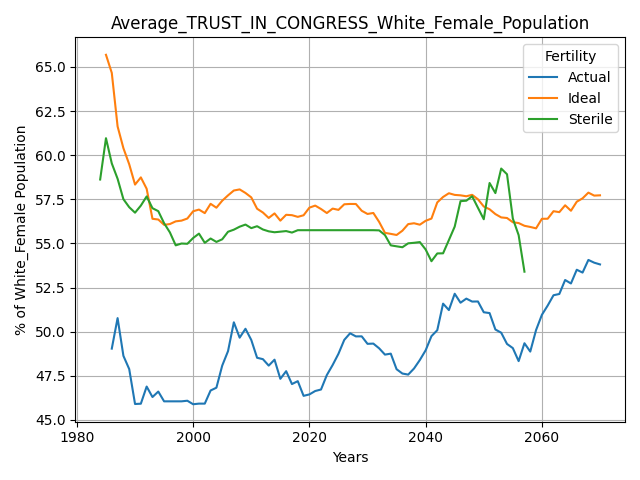 Average_TRUST_IN_CONGRESS_White_Female_Population
% of White_Female Population
65.0
62.5
60.0
57.5
55.0
52.5
50.0
47.5
45.0
1980
2000
2020
2040
2060
Years
Fertility
Actual
Ideal
Sterile